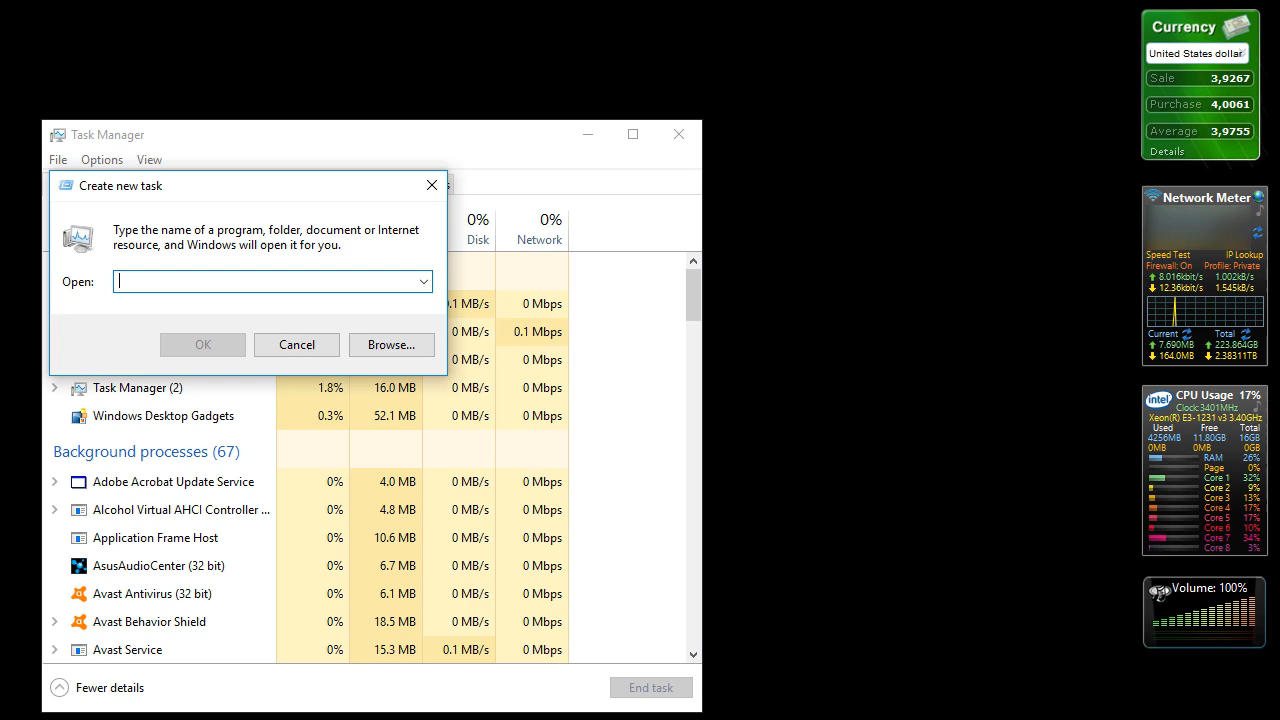 Task Manager
File Options View
Create new task
Type the name of a program, folder, document or Internet
resource, and Windows will open it for you.
Open:
OK Cancel Browse...
s
0% 0%
Disk Network
0.1 MB/s 0 Mbps
0 MB/s 0.1 Mbps
0 MB/s 0 Mbps
Task Manager (2) 1.8% 16.0 MB 0 MB/s 0 Mbps
Windows Desktop Gadgets 0.3% 52.1 MB 0 MB/s 0 Mbps
Background processes (67)
Adobe Acrobat Update Service 0% 4.0 MB 0 MB/s 0 Mbps
Alcohol Virtual AHCI Controller ... 0% 4.8 MB 0 MB/s 0 Mbps
Application Frame Host 0% 10.6 MB 0 MB/s 0 Mbps
AsusAudioCenter (32 bit) 0% 6.7 MB 0 MB/s 0 Mbps
Avast Antivirus (32 bit) 0% 6.1 MB 0 MB/s 0 Mbps
Avast Behavior Shield 0% 18.5 MB 0 MB/s 0 Mbps
Avast Service 0% 15.3 MB 0.1 MB/s 0 Mbps
Fewer details End task
Currency
United States dollar
Sale 3,9267
Purchase 4,0061
Average 3,9755
Details
Network Meter
Speed Test IP Lookup
Firewall: On Profile: Private
8.016kbit/s 1.002kB/s
12.36kbit/s 1.545kB/s
Current Total
7.690MB 223.864GB
164.0MB 2.38311TB
intel CPU Usage 17%
Clock:3401MHz
Xeon(R) E3-1231 v3 3.40GHz
Used Free Total
4256MB 11.80GB 16GB
0MB 0MB 0GB
RAM 26%
Page 0%
Core 1 32%
Core 2 9%
Core 3 13%
Core 4 17%
Core 5 17%
Core 6 10%
Core 7 34%
Core 8 3%
Volume: 100%